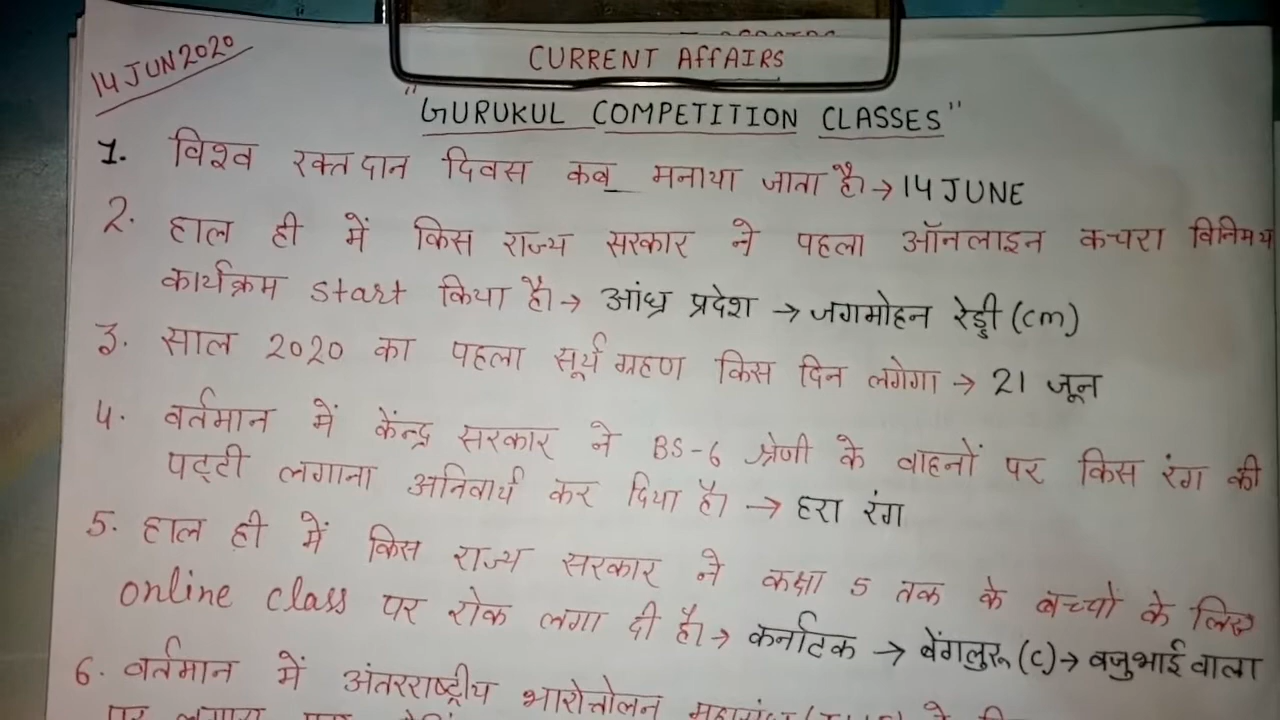 14 JUN 2020
CURRENT AFFAIRS
"GURUKUL COMPETITION CLASSES"
1. विश्व रक्तदान दिवस कब मनाया जाता है। → 14 JUNE
2. हाल ही में किस राज्य सरकार ने पहला ऑनलाइन कचरा विनिमय
कार्यक्रम start किया है। → आंध्र प्रदेश → जगमोहन रेड्डी (cm)
3. साल 2020 का पहला सूर्य ग्रहण किस दिन लगेगा → 21 जून
4. वर्तमान में केंन्द्र सरकार ने BS-6 श्रेणी के वाहनों पर किस रंग की
पट्टी लगाना अनिवार्य कर दिया है। → हरा रंग
5. हाल ही में किस राज्य सरकार ने कक्षा 5 तक के बच्चो के लिए
online class पर रोक लगा दी है। → कर्नाटक → बेंगलुरू (c) → वजुभाई वाला
6. वर्तमान में अंतरराष्ट्रीय भारोत्तोलन